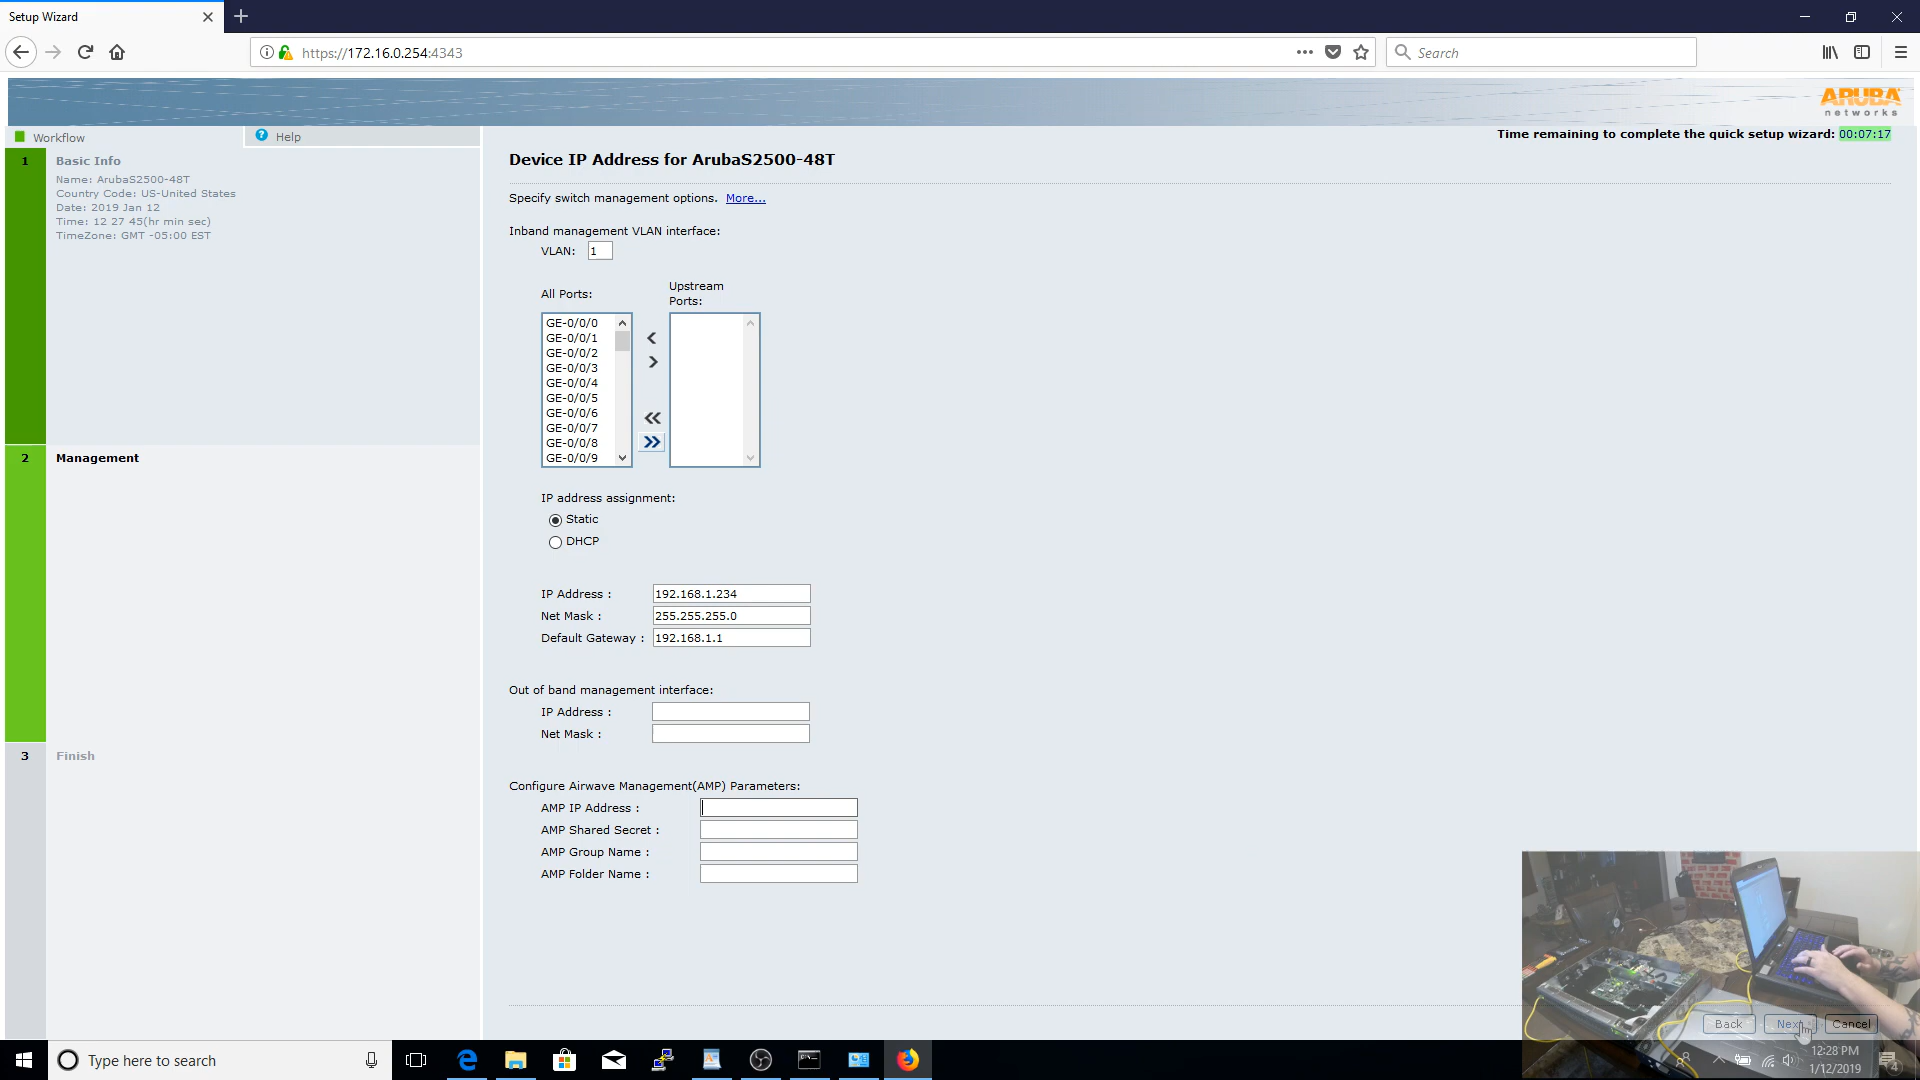 Setup Wizard
https://172.16.0.254:4343
Search
ARUBA
networks
Workflow
Help
Time remaining to complete the quick setup wizard: 00:07:17
1
Basic Info
Name: ArubaS2500-48T
Country Code: US-United States
Date: 2019 Jan 12
Time: 12 27 45(hr min sec)
TimeZone: GMT -05:00 EST
2
Management
3
Finish
Device IP Address for ArubaS2500-48T
Specify switch management options. More...
Inband management VLAN interface:
VLAN: 1
All Ports:
Upstream
Ports:
GE-0/0/0
GE-0/0/1
GE-0/0/2
GE-0/0/3
GE-0/0/4
GE-0/0/5
GE-0/0/6
GE-0/0/7
GE-0/0/8
GE-0/0/9
IP address assignment:
Static
DHCP
IP Address : 192.168.1.234
Net Mask : 255.255.255.0
Default Gateway : 192.168.1.1
Out of band management interface:
IP Address :
Net Mask :
Configure Airwave Management(AMP) Parameters:
AMP IP Address :
AMP Shared Secret :
AMP Group Name :
AMP Folder Name :
Back
Next
Cancel
Type here to search
12:28 PM
1/12/2019
4